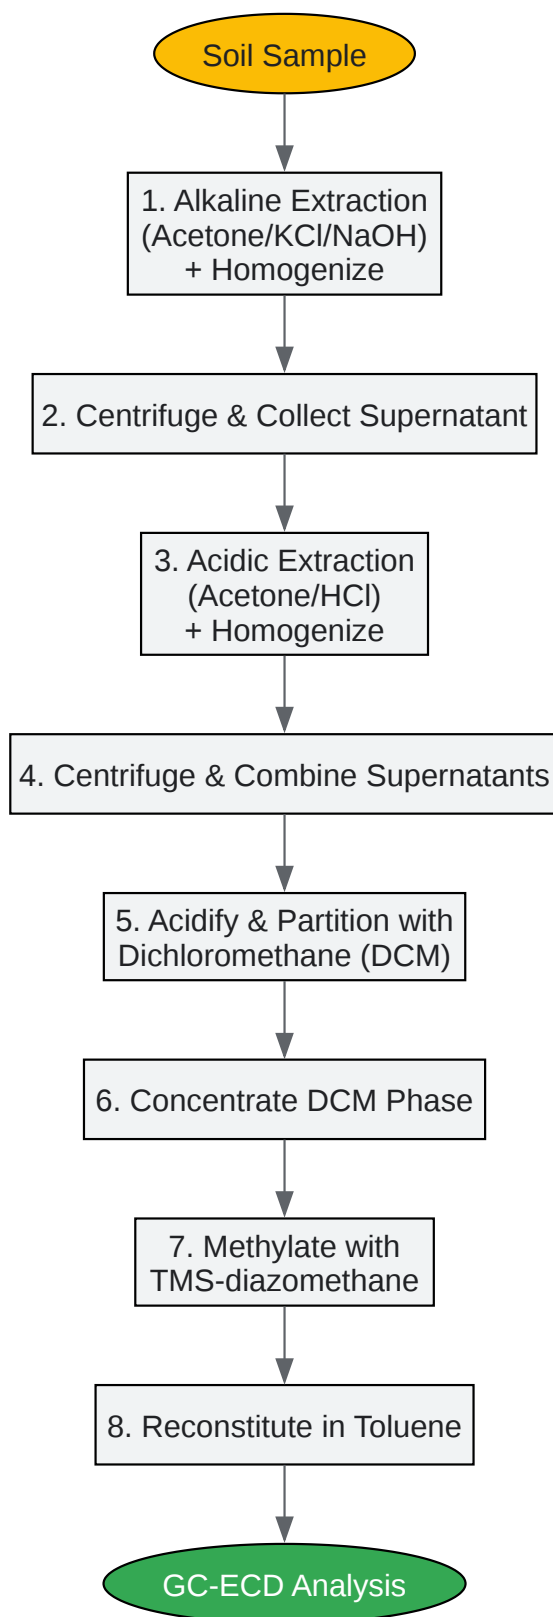 Soil Sample
1. Alkaline Extraction
(Acetone/KCl/NaOH)
+ Homogenize
2. Centrifuge & Collect Supernatant
3. Acidic Extraction
(Acetone/HCl)
+ Homogenize
4. Centrifuge & Combine Supernatants
5. Acidify & Partition with
Dichloromethane (DCM)
6. Concentrate DCM Phase
7. Methylate with
TMS-diazomethane
8. Reconstitute in Toluene
GC-ECD Analysis